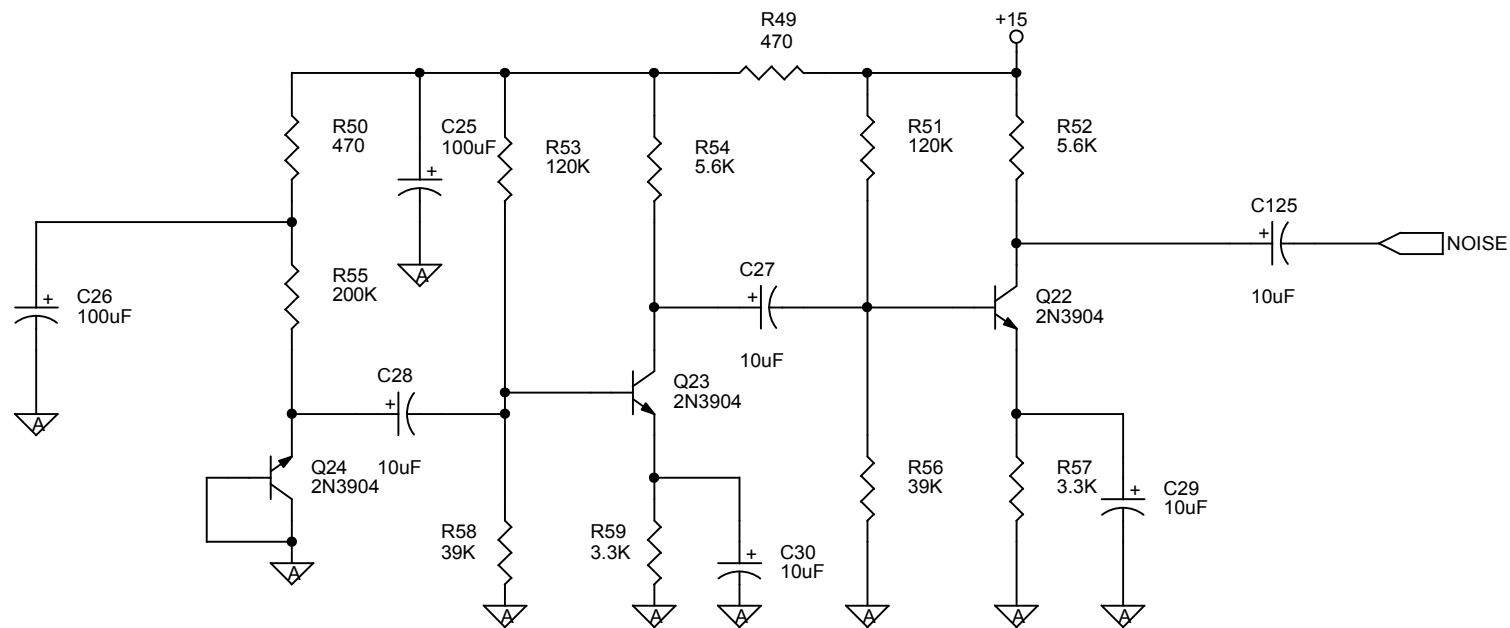 R49
470
+15
R50
470
C25
100uF
R53
120K
R54
5.6K
R51
120K
R52
5.6K
C125
10uF
NOISE
R55
200K
C26
100uF
A
C27
10uF
Q22
2N3904
C28
10uF
Q23
2N3904
A
Q24
2N3904
R56
39K
R57
3.3K
C29
10uF
R58
39K
R59
3.3K
C30
10uF
A
A
A
A
A
A
A